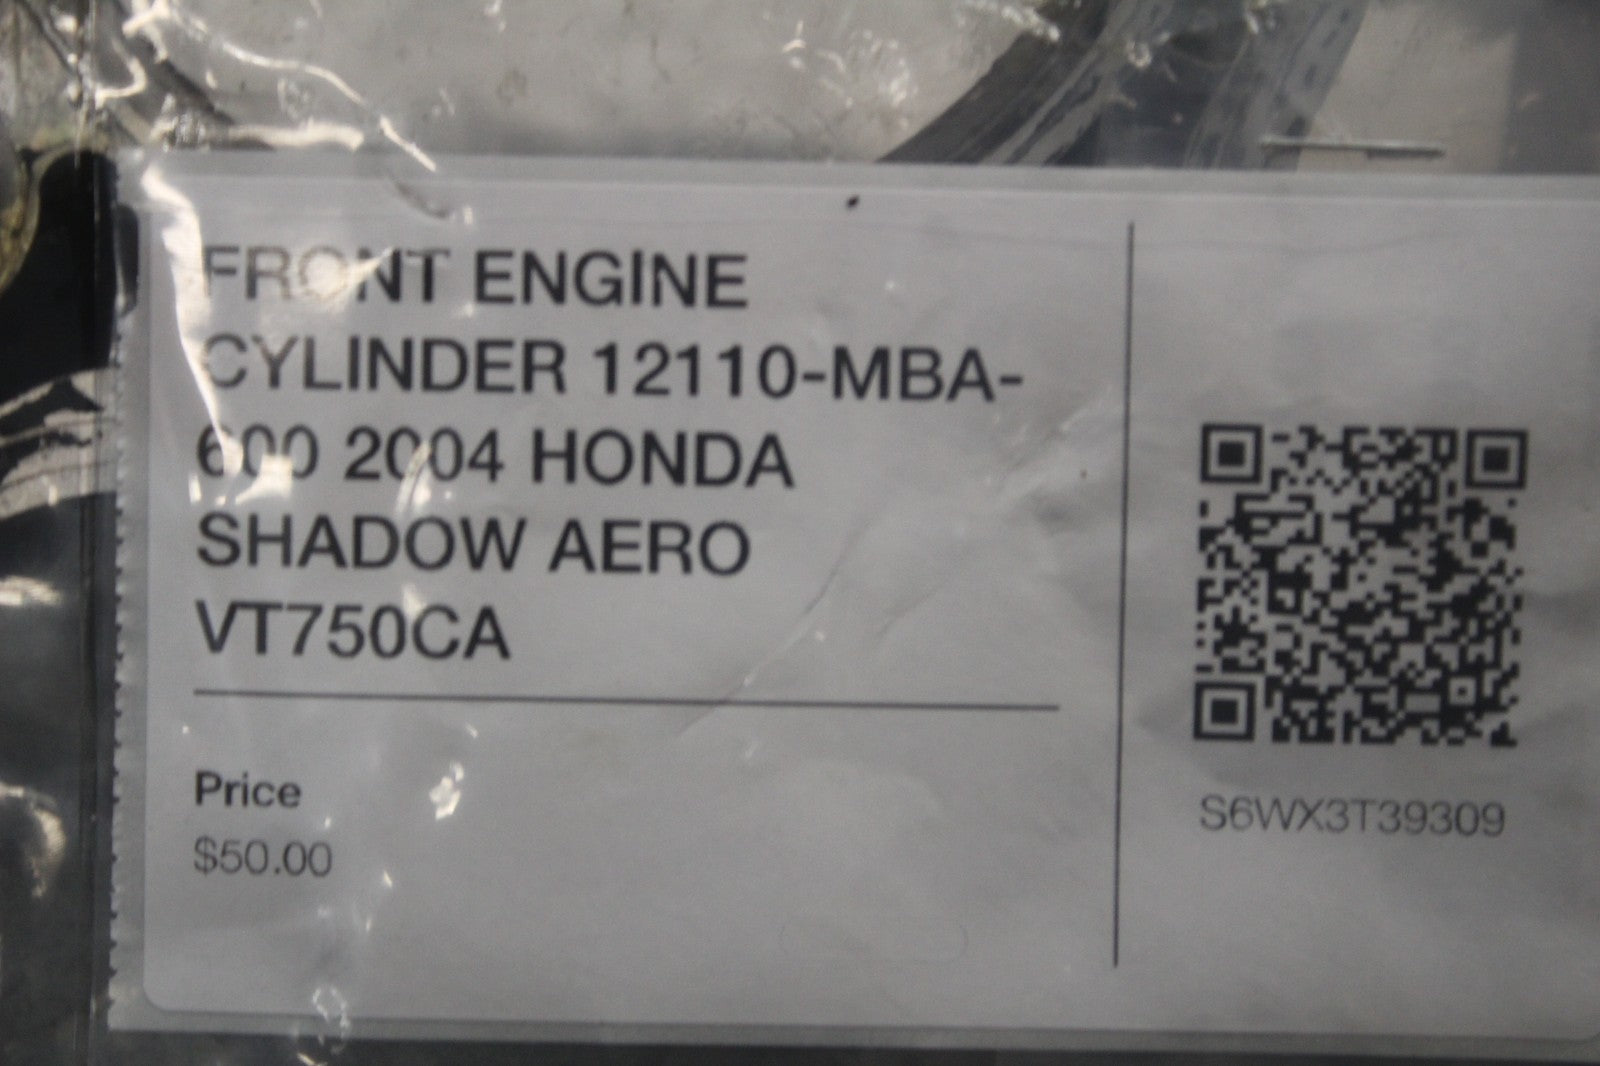 FRONT ENGINE
CYLINDER 12110-MBA-
600 2004 HONDA
SHADOW AERO
VT750CA
Price
$50.00
S6WX3T39309